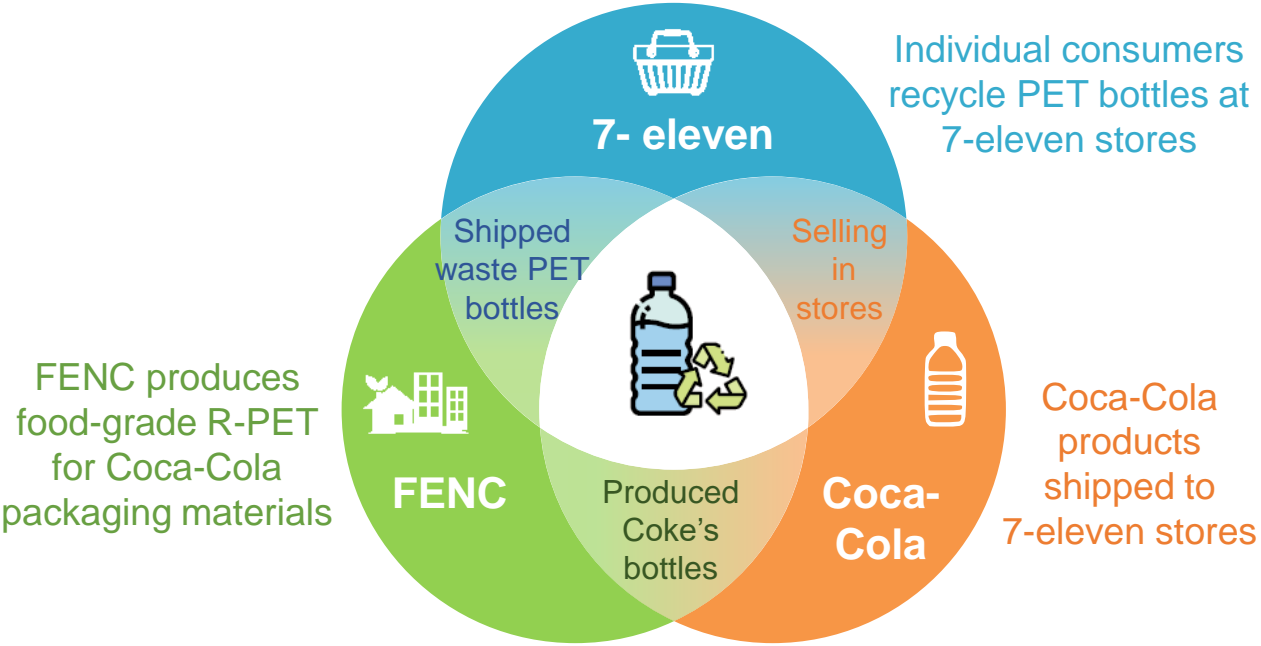 Individual consumers
recycle PET bottles at
7-eleven stores
7- eleven
Shipped
waste PET
bottles
Selling
in
stores
FENC produces
food-grade R-PET
for Coca-Cola
packaging materials
FENC
Produced
Coke's
bottles
Coca-
Cola
Coca-Cola
products
shipped to
7-eleven stores